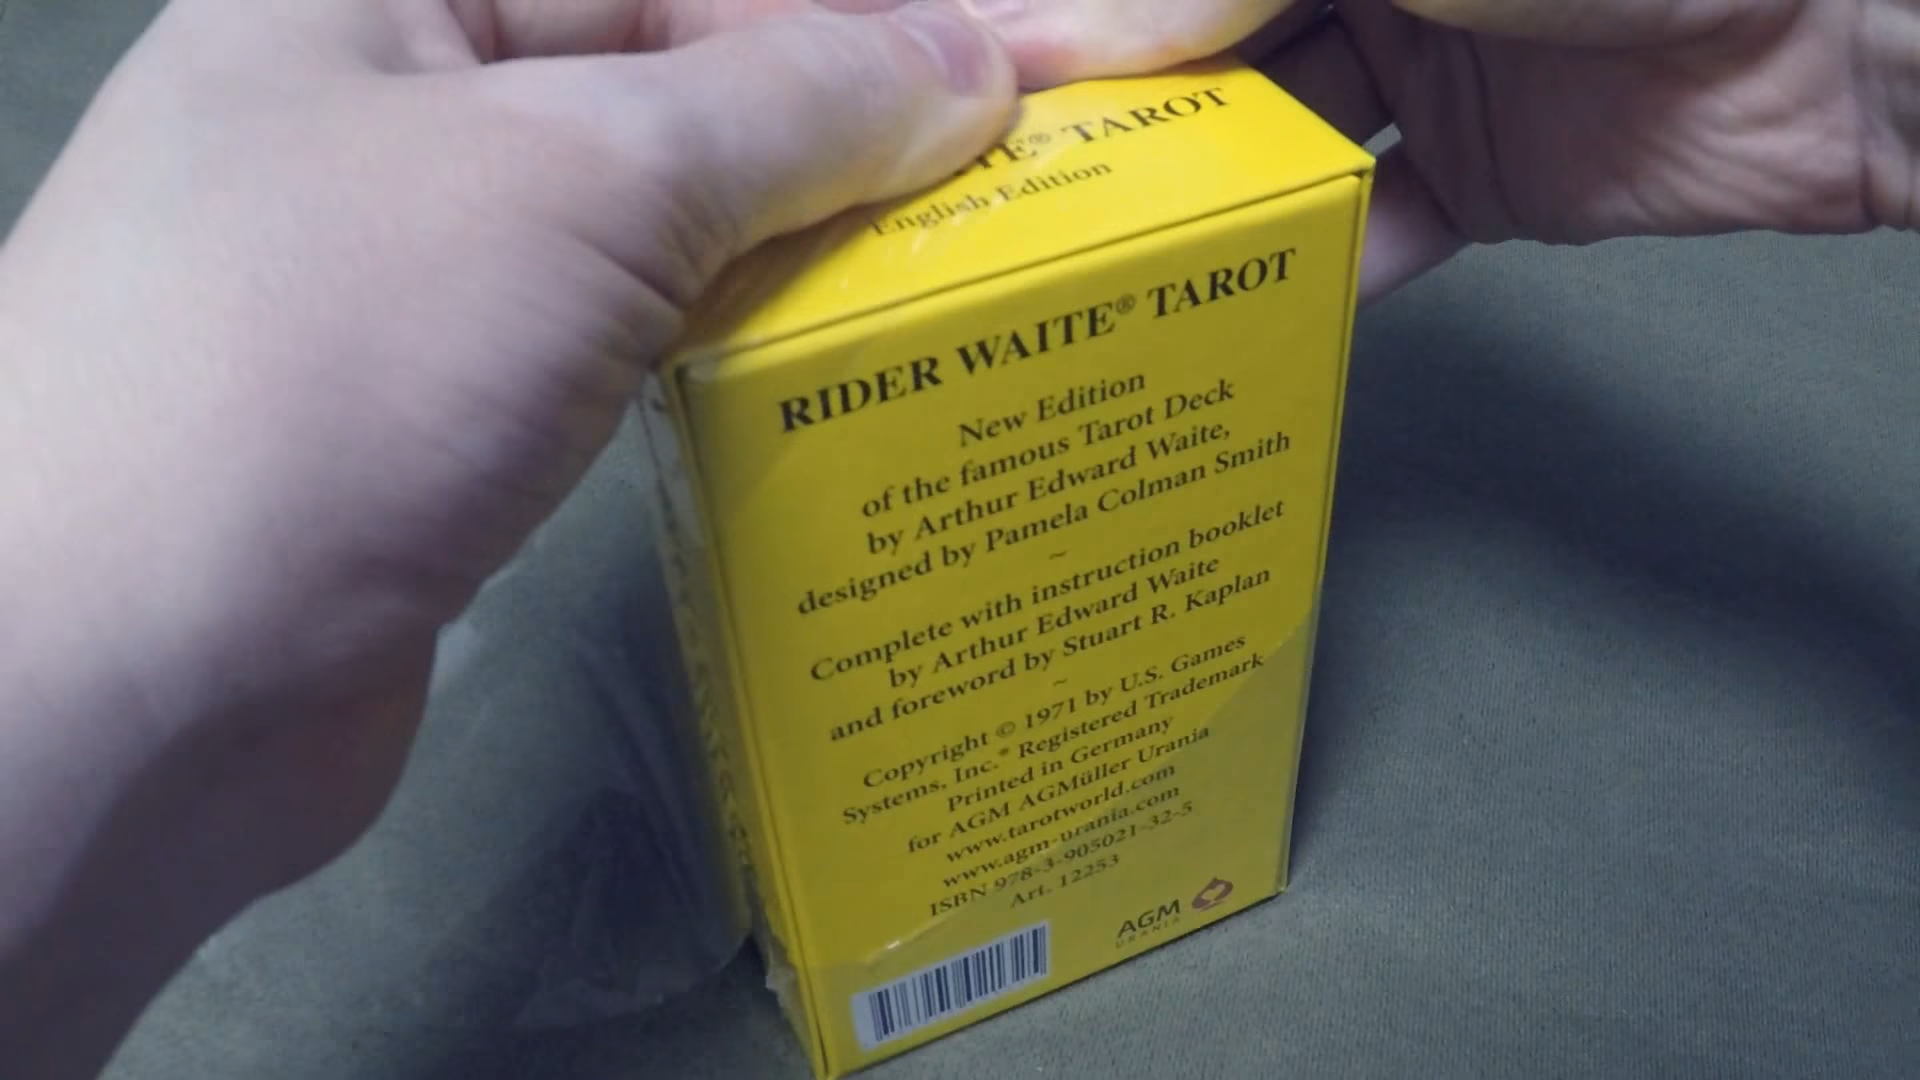 TAROT
English Edition
RIDER WAITE® TAROT
New Edition
of the famous Tarot Deck
by Arthur Edward Waite,
designed by Pamela Colman Smith
~
Complete with instruction booklet
by Arthur Edward Waite
and foreword by Stuart R. Kaplan
~
Copyright © 1971 by U.S. Games
Systems, Inc.® Registered Trademark
Printed in Germany
for AGM AGMüller Urania
www.tarotworld.com
www.agm-urania.com
ISBN 978-3-905021-32-5
Art. 12253
AGM
URANIA